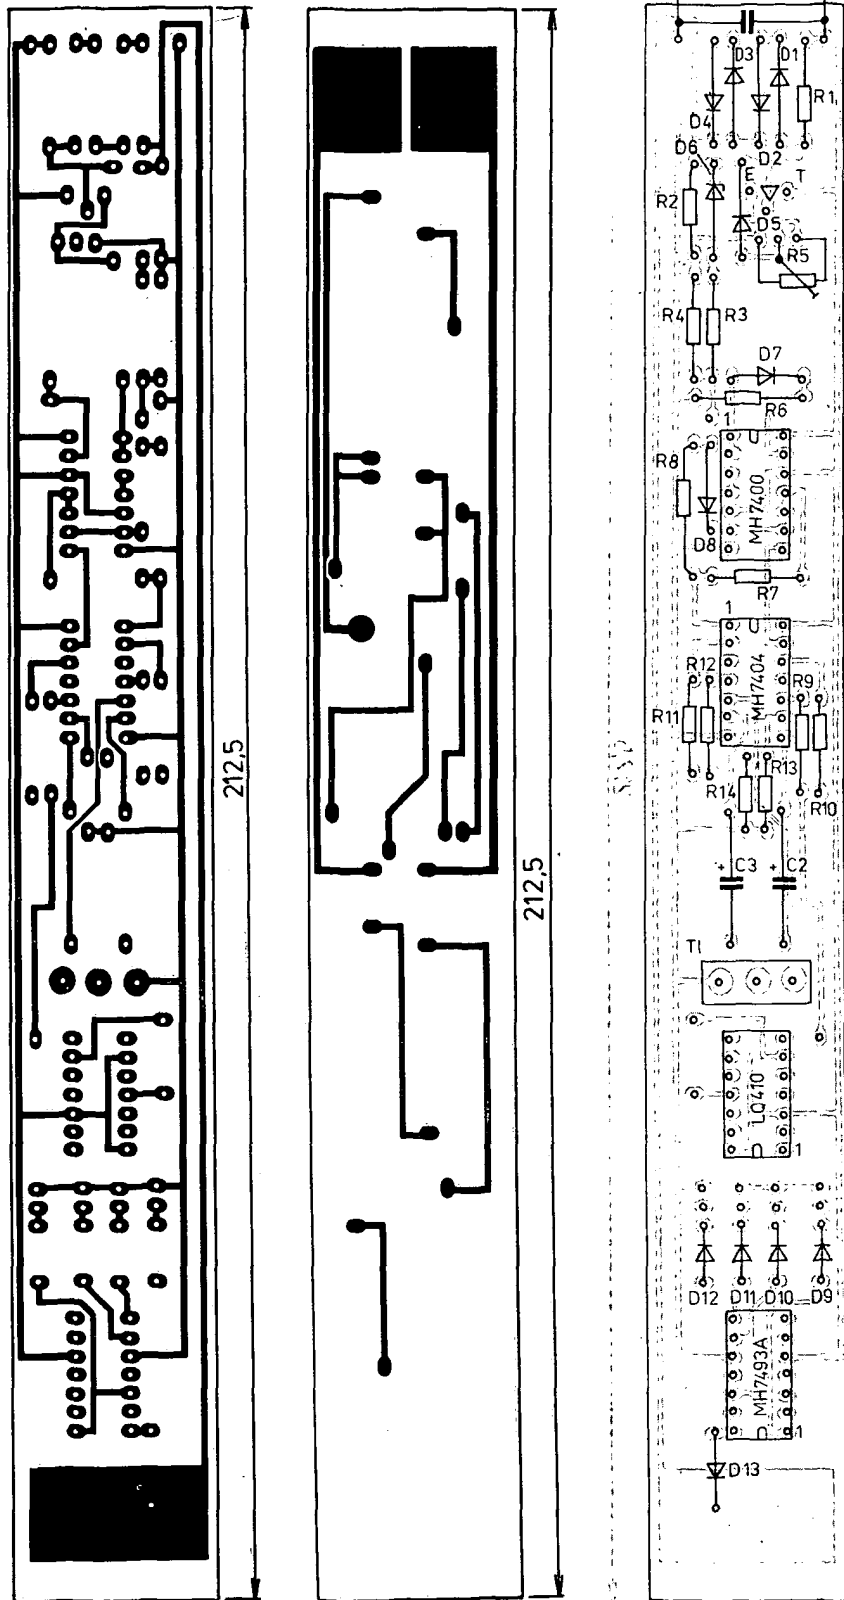 212,5
212,5
D3 D1
R1
D4
D6 D2
E T
R2
D5
R5
R4 R3
D7
R6
1
R8
MH7400
D8
R7
1
R12
MH7404
R9
R11
R13
R14
R10
+ C3 + C2
T1
LQ410
1
D12 D11 D10 D9
MH7493A
1
D13